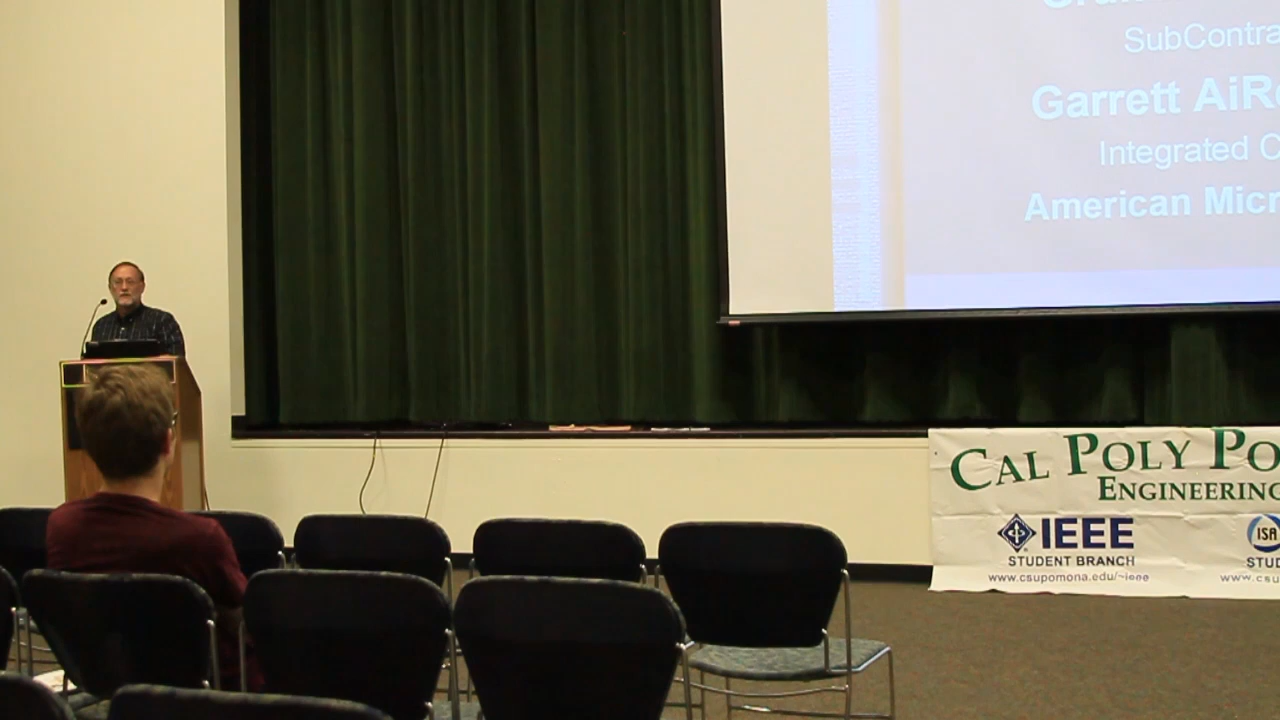 SubContra
Garrett AiR
Integrated C
American Micr
CAL POLY PO
ENGINEERING
IEEE
STUDENT BRANCH
www.csupomona.edu/~ieee
ISA
STUD
www.csu